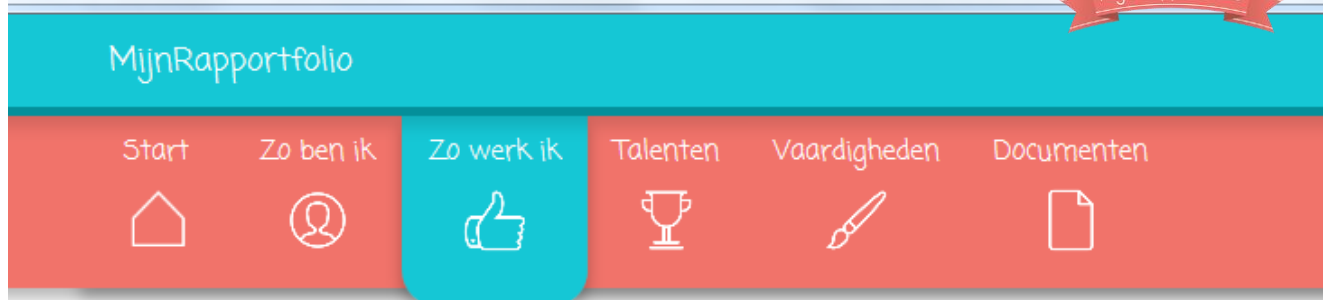 MijnRapportfolio
Start Zo ben ik Zo werk ik Talenten Vaardigheden Documenten